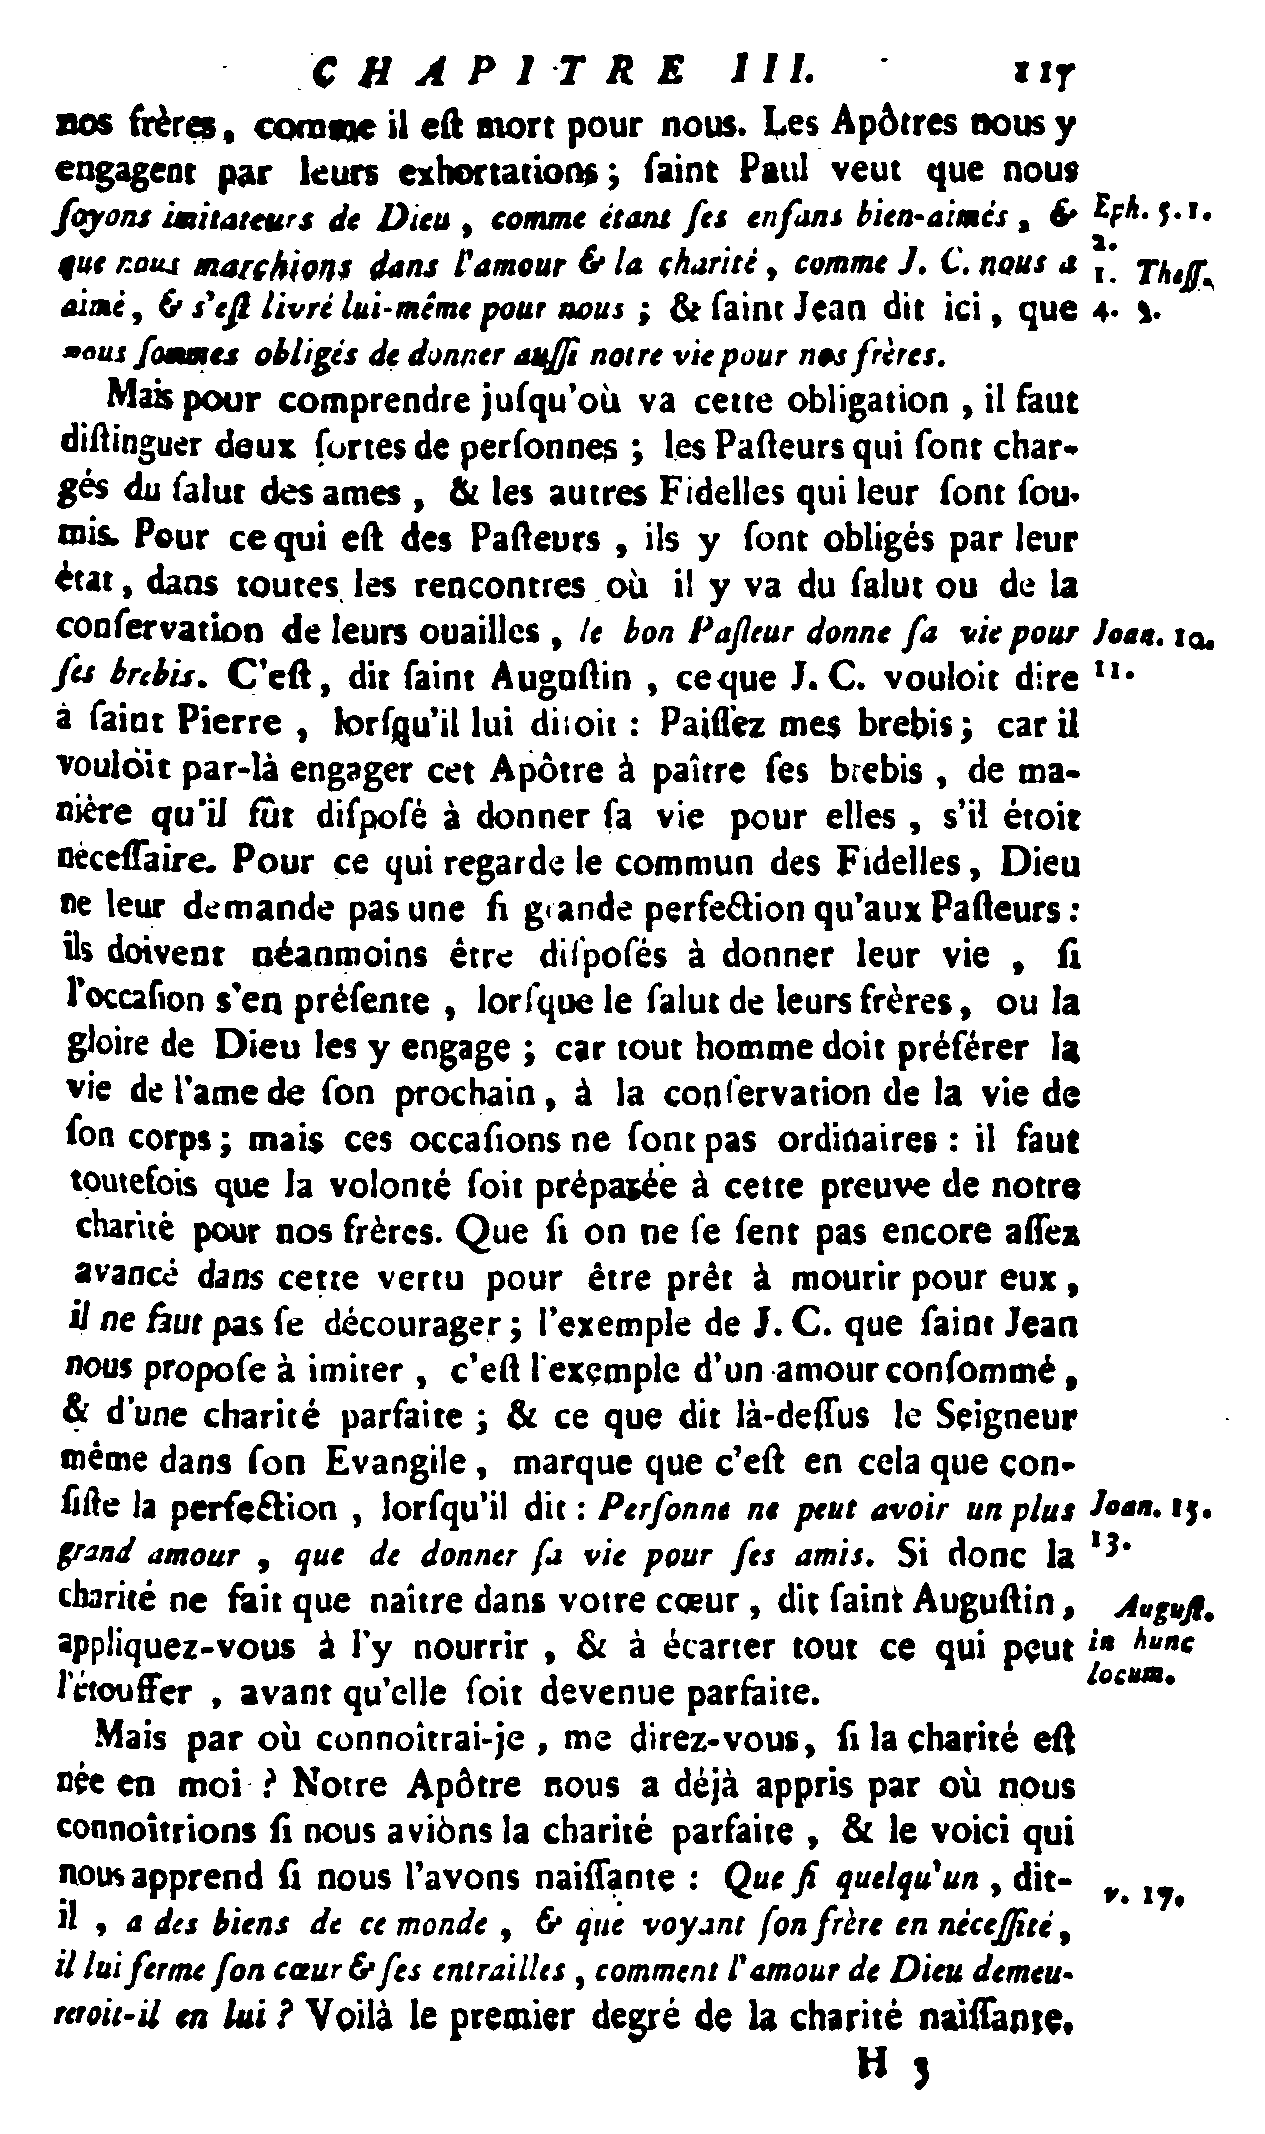 CHAPITRE III. 117
nos frères, comme il eſt mort pour nous. Les Apôtres nous y
engagent par leurs exhortations ; ſaint Paul veut que nous
ſoyons imitateurs de Dieu , comme étant ſes enfans bien-aimés , & Eph. 5. 1.
2.
que nous marchions dans l'amour & la charité , comme J. C. nous a 1. Theſſ.
aimé , & s'eſt livré lui-même pour nous ; & ſaint Jean dit ici , que 4. 9.
nous ſommes obligés de donner auſſi notre vie pour nos frères.
Mais pour comprendre juſqu'où va cette obligation , il faut
diſtinguer deux ſortes de perſonnes ; les Paſteurs qui ſont char-
gés du ſalut des ames , & les autres Fidelles qui leur ſont ſou-
mis. Pour ce qui eſt des Paſteurs , ils y ſont obligés par leur
état , dans toutes les rencontres où il y va du ſalut ou de la
conſervation de leurs ouailles , le bon Paſteur donne ſa vie pour Joan. 10.
ſes brebis. C'eſt , dit ſaint Auguſtin , ce que J. C. vouloit dire 11.
à ſaint Pierre , lorſqu'il lui diſoit : Paiſſez mes brebis ; car il
vouloit par-là engager cet Apôtre à paître ſes brebis , de ma-
nière qu'il fût diſpoſé à donner ſa vie pour elles , s'il étoit
néceſſaire. Pour ce qui regarde le commun des Fidelles , Dieu
ne leur demande pas une ſi grande perfection qu'aux Paſteurs :
ils doivent néanmoins être diſpoſés à donner leur vie , ſi
l'occaſion s'en préſente , lorſque le ſalut de leurs frères , ou la
gloire de Dieu les y engage ; car tout homme doit préférer la
vie de l'ame de ſon prochain , à la conſervation de la vie de
ſon corps ; mais ces occaſions ne ſont pas ordinaires : il faut
toutefois que la volonté ſoit préparée à cette preuve de notre
charité pour nos frères. Que ſi on ne ſe ſent pas encore aſſez
avancé dans cette vertu pour être prêt à mourir pour eux ,
il ne faut pas ſe décourager ; l'exemple de J. C. que ſaint Jean
nous propoſe à imiter , c'eſt l'exemple d'un amour conſommé ,
& d'une charité parfaite ; & ce que dit là-deſſus le Seigneur
même dans ſon Evangile , marque que c'eſt en cela que con-
ſiſte la perfection , lorſqu'il dit : Perſonne ne peut avoir un plus Joan. 15.
grand amour , que de donner ſa vie pour ſes amis. Si donc la 13.
charité ne fait que naître dans votre cœur , dit ſaint Auguſtin , Auguſt.
appliquez-vous à l'y nourrir , & à écarter tout ce qui peut in hunc
l'étouffer , avant qu'elle ſoit devenue parfaite. locum.
Mais par où connoîtrai-je , me direz-vous , ſi la charité eſt
née en moi ? Notre Apôtre nous a déjà appris par où nous
connoîtrions ſi nous avions la charité parfaite , & le voici qui
nous apprend ſi nous l'avons naiſſante : Que ſi quelqu'un , dit- v. 17.
il , a des biens de ce monde , & que voyant ſon frère en néceſſité ,
il lui ferme ſon cœur & ſes entrailles , comment l'amour de Dieu demeu-
reroit-il en lui ? Voilà le premier degré de la charité naiſſante.
H 3